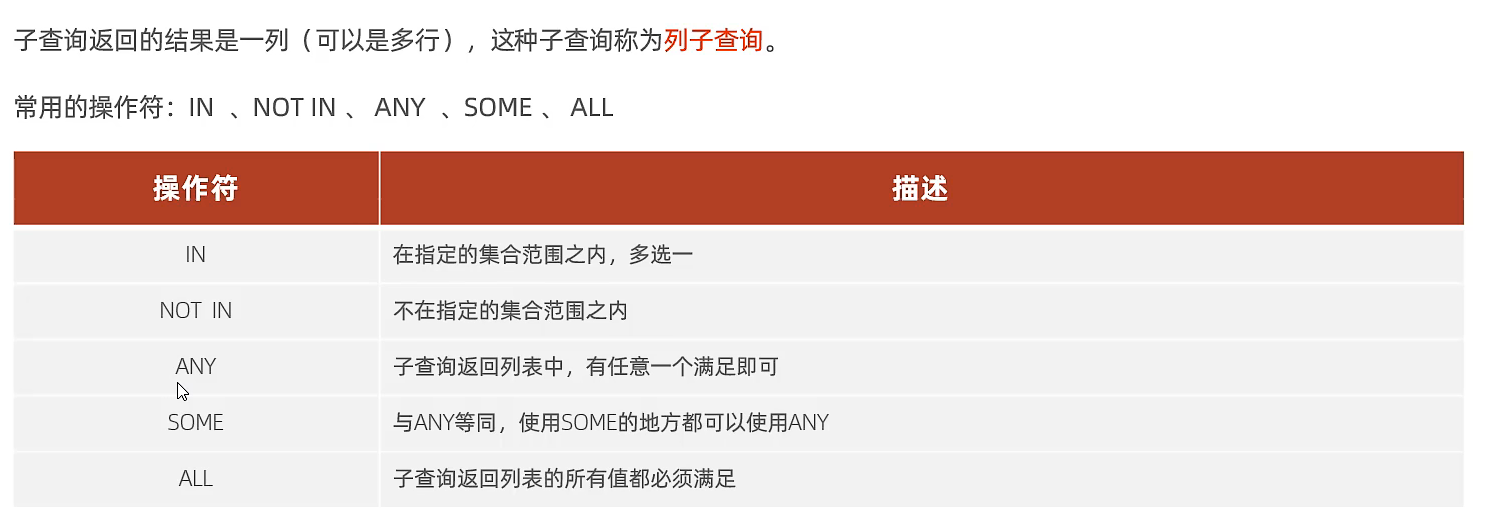 子查询返回的结果是一列（可以是多行），这种子查询称为列子查询。
常用的操作符：IN 、NOT IN 、 ANY 、SOME 、 ALL
操作符 描述
IN 在指定的集合范围之内，多选一
NOT IN 不在指定的集合范围之内
ANY 子查询返回列表中，有任意一个满足即可
SOME 与ANY等同，使用SOME的地方都可以使用ANY
ALL 子查询返回列表的所有值都必须满足